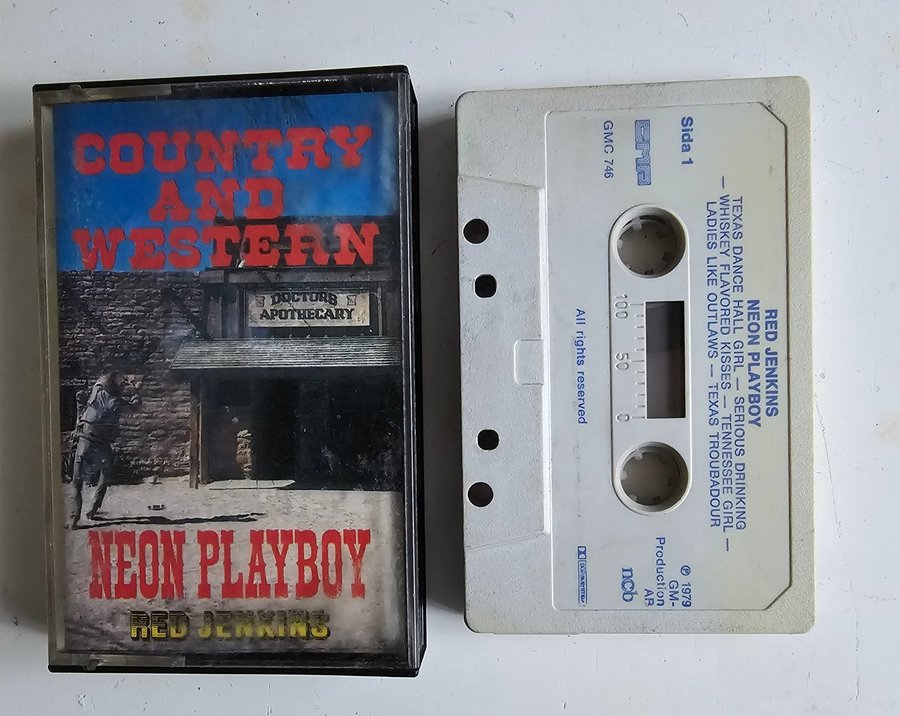 COUNTRY
AND
WESTERN
DOCTORS
APOTHECARY
NEON PLAYBOY
RED JENKINS
Sida 1
GMP
GMC 746
RED JENKINS
NEON PLAYBOY
TEXAS DANCE HALL GIRL — SERIOUS DRINKING
— WHISKEY FLAVORED KISSES — TENNESSEE GIRL —
LADIES LIKE OUTLAWS — TEXAS TROUBADOUR
100 50 0
All rights reserved
℗ 1979
GM-
Production
AR
ncb